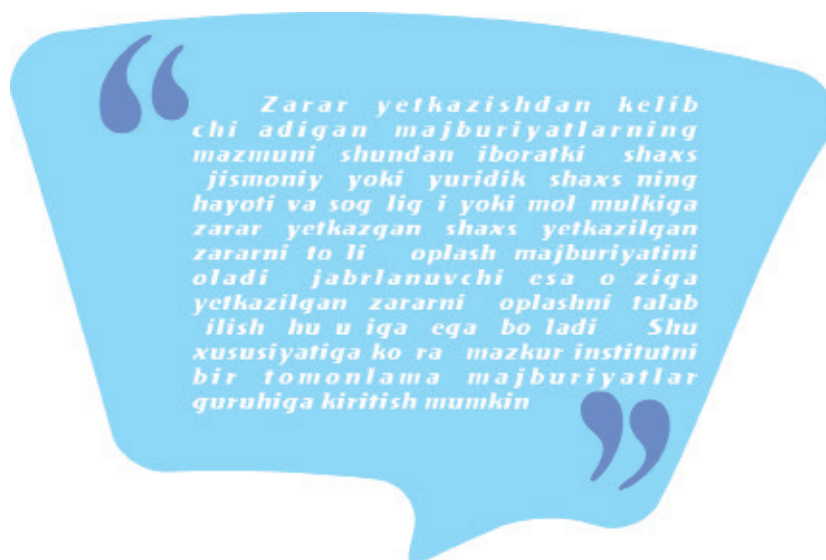 Zarar yetkazishdan kelib
chi adigan majburiyatlarning
mazmuni shundan iboratki shaxs
jismoniy yoki yuridik shaxs ning
hayoti va sog lig i yoki mol mulkiga
zarar yetkazgan shaxs yetkazilgan
zararni to li oplash majburiyatini
oladi jabrlanuvchi esa o ziga
yetkazilgan zararni oplashni talab
ilish hu u iga ega bo ladi Shu
xususiyatiga ko ra mazkur institutni
bir tomonlama majburiyatlar
guruhiga kiritish mumkin